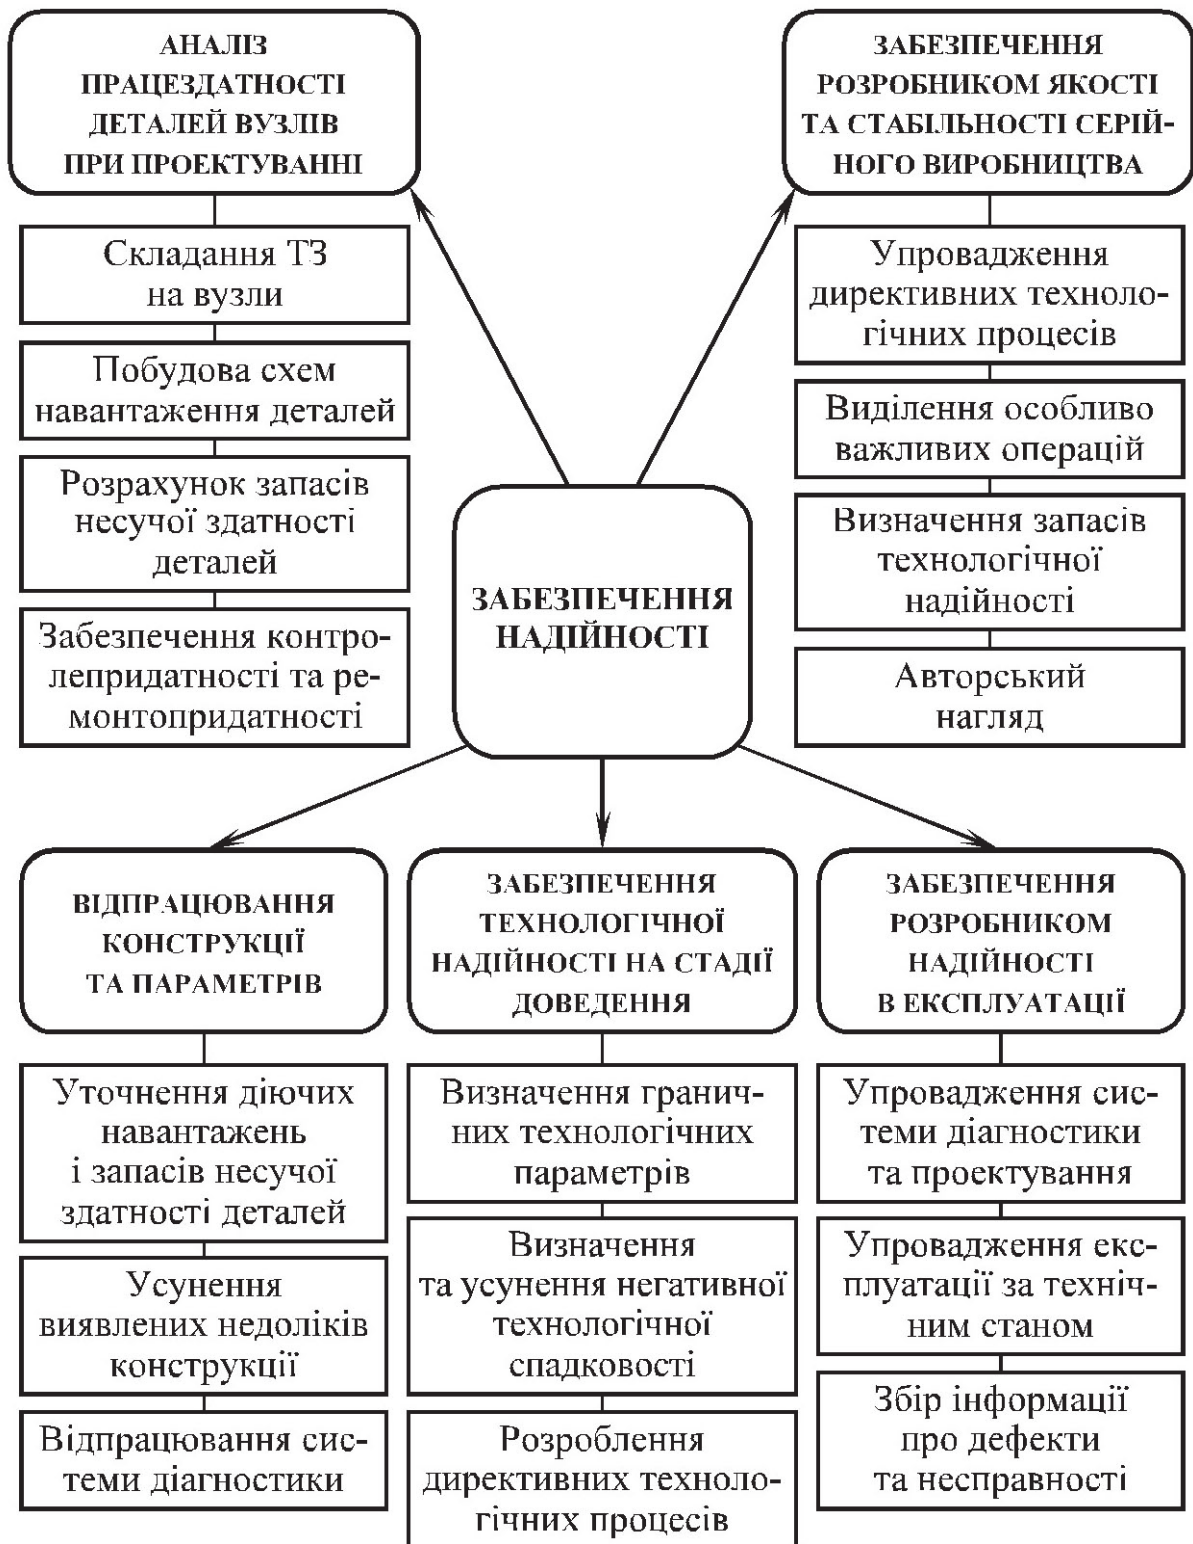 АНАЛІЗ
ПРАЦЕЗДАТНОСТІ
ДЕТАЛЕЙ ВУЗЛІВ
ПРИ ПРОЕКТУВАННІ
Складання ТЗ
на вузли
Побудова схем
навантаження деталей
Розрахунок запасів
несучої здатності
деталей
Забезпечення контро-
лепридатності та ре-
монтопридатності
ЗАБЕЗПЕЧЕННЯ
РОЗРОБНИКОМ ЯКОСТІ
ТА СТАБІЛЬНОСТІ СЕРІЙ-
НОГО ВИРОБНИЦТВА
Упровадження
директивних техноло-
гічних процесів
Виділення особливо
важливих операцій
Визначення запасів
технологічної
надійності
Авторський
нагляд
ЗАБЕЗПЕЧЕННЯ
НАДІЙНОСТІ
ВІДПРАЦЮВАННЯ
КОНСТРУКЦІЇ
ТА ПАРАМЕТРІВ
Уточнення діючих
навантажень
і запасів несучої
здатності деталей
Усунення
виявлених недоліків
конструкції
Відпрацювання сис-
теми діагностики
ЗАБЕЗПЕЧЕННЯ
ТЕХНОЛОГІЧНОЇ
НАДІЙНОСТІ НА СТАДІЇ
ДОВЕДЕННЯ
Визначення гранич-
них технологічних
параметрів
Визначення
та усунення негативної
технологічної
спадковості
Розроблення
директивних техноло-
гічних процесів
ЗАБЕЗПЕЧЕННЯ
РОЗРОБНИКОМ
НАДІЙНОСТІ
В ЕКСПЛУАТАЦІЇ
Упровадження сис-
теми діагностики
та проектування
Упровадження екс-
плуатації за техніч-
ним станом
Збір інформації
про дефекти
та несправності